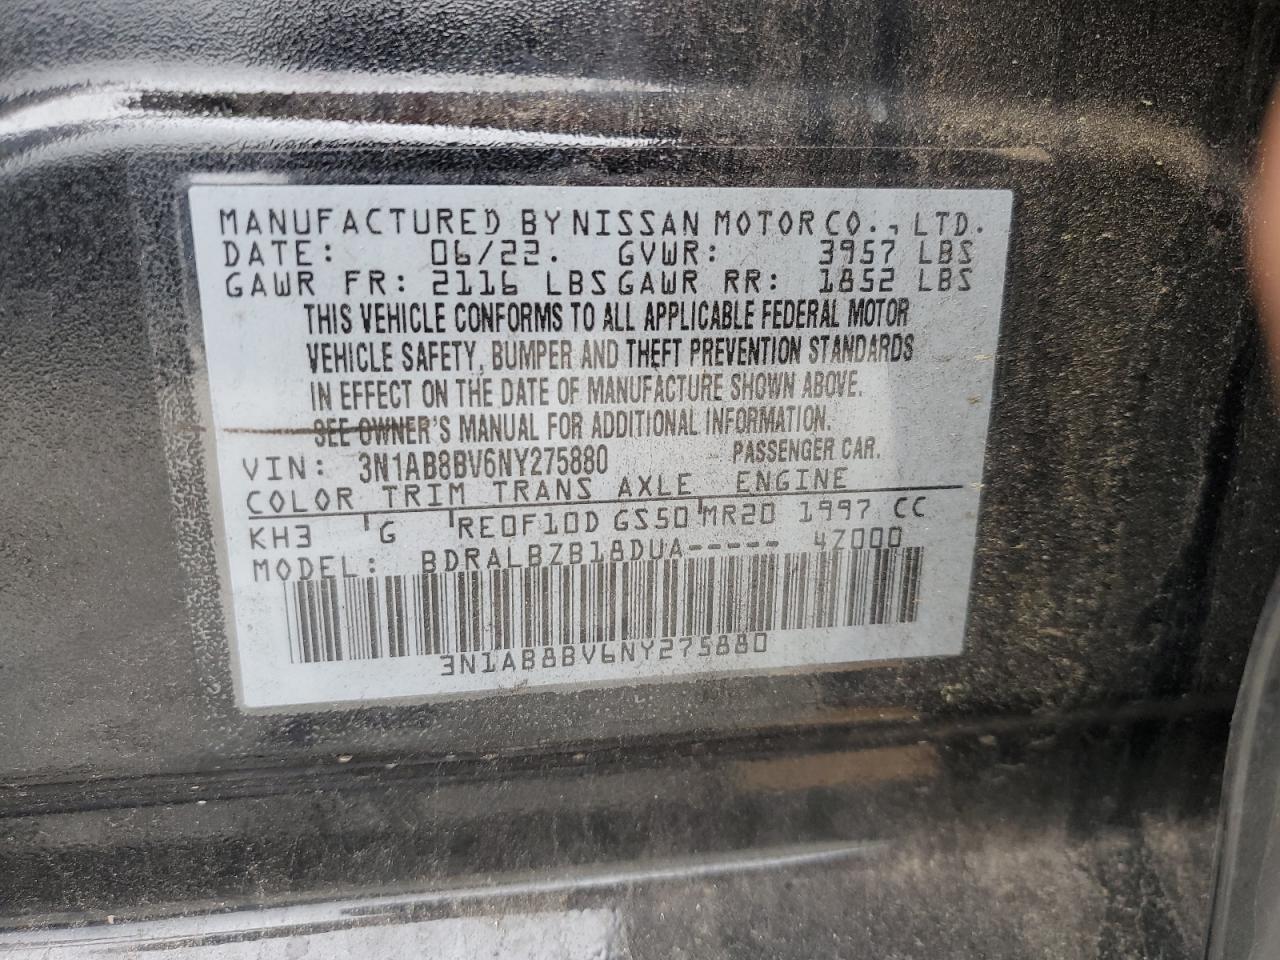 MANUFACTURED BY NISSAN MOTOR CO., LTD.
DATE: 06/22. GVWR: 3957 LBS
GAWR FR: 2116 LBS GAWR RR: 1852 LBS
THIS VEHICLE CONFORMS TO ALL APPLICABLE FEDERAL MOTOR
VEHICLE SAFETY, BUMPER AND THEFT PREVENTION STANDARDS
IN EFFECT ON THE DATE OF MANUFACTURE SHOWN ABOVE.
SEE OWNER'S MANUAL FOR ADDITIONAL INFORMATION.
VIN: 3N1AB8BV6NY275880 PASSENGER CAR.
COLOR TRIM TRANS AXLE ENGINE
KH3 G RE0F10D GS50 MR20 1997 CC
MODEL: BDRALBZB18DUA----- 47000
3N1AB8BV6NY275880